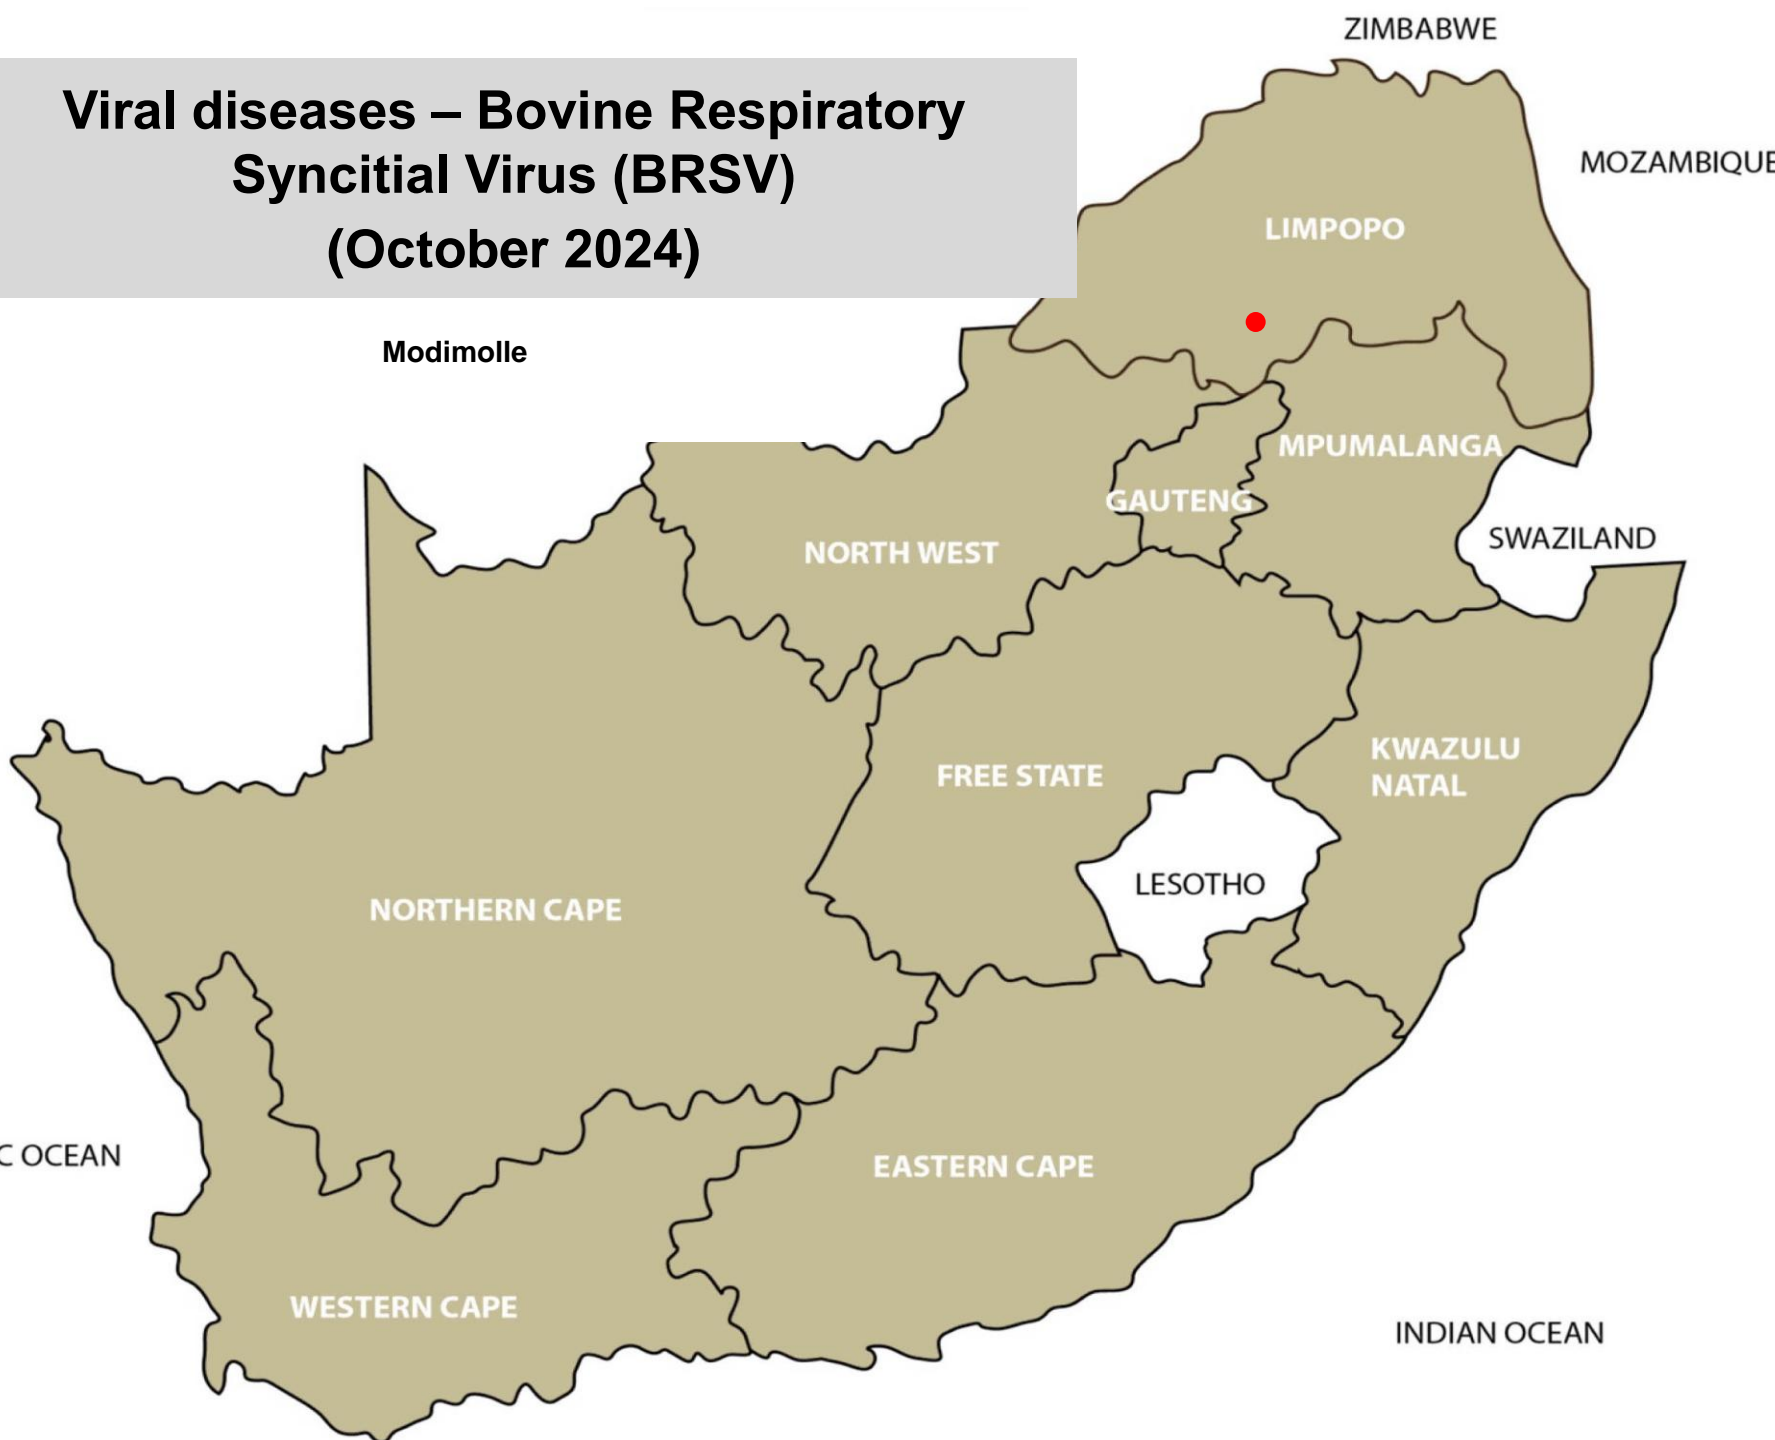 ZIMBABWE
Viral diseases – Bovine Respiratory
Syncitial Virus (BRSV)
(October 2024)
MOZAMBIQUE
LIMPOPO
Modimolle
MPUMALANGA
GAUTENG
SWAZILAND
NORTH WEST
KWAZULU
NATAL
FREE STATE
LESOTHO
NORTHERN CAPE
C OCEAN
EASTERN CAPE
WESTERN CAPE
INDIAN OCEAN